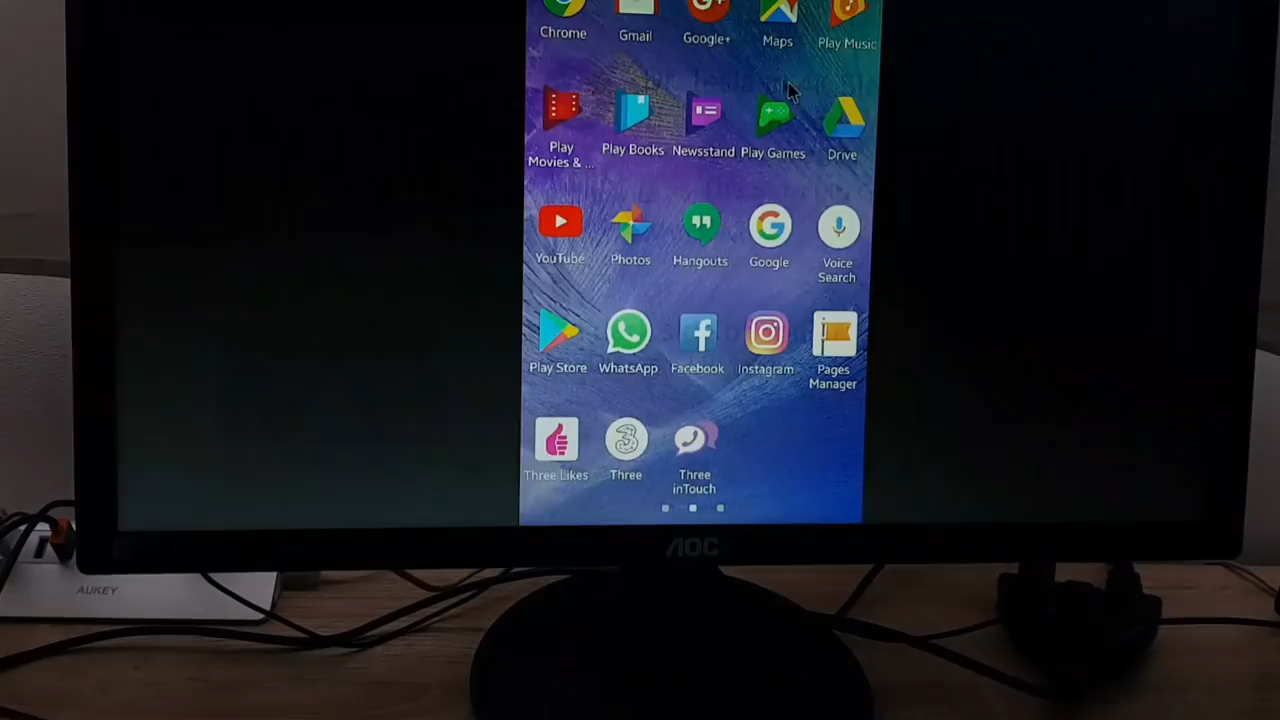 Chrome Gmail Google+ Maps Play Music
Play
Movies & ... Play Books Newsstand Play Games Drive
YouTube Photos Hangouts Google Voice
Search
Play Store WhatsApp Facebook Instagram Pages
Manager
Three Likes Three Three
inTouch
AOC
AUKEY